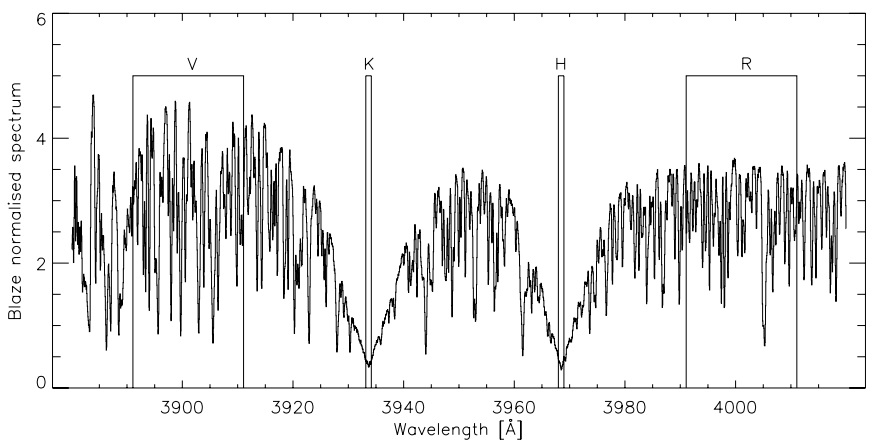 6
4
2
0
Blaze normalised spectrum
V
K
H
R
3900 3920 3940 3960 3980 4000
Wavelength [Å]